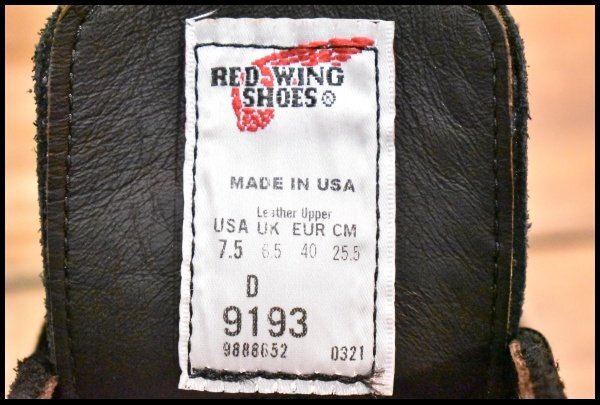 RED WING
SHOES ®
MADE IN USA
Leather Upper
USA UK EUR CM
7.5 6.5 40 25.5
D
9193
9888652 0321